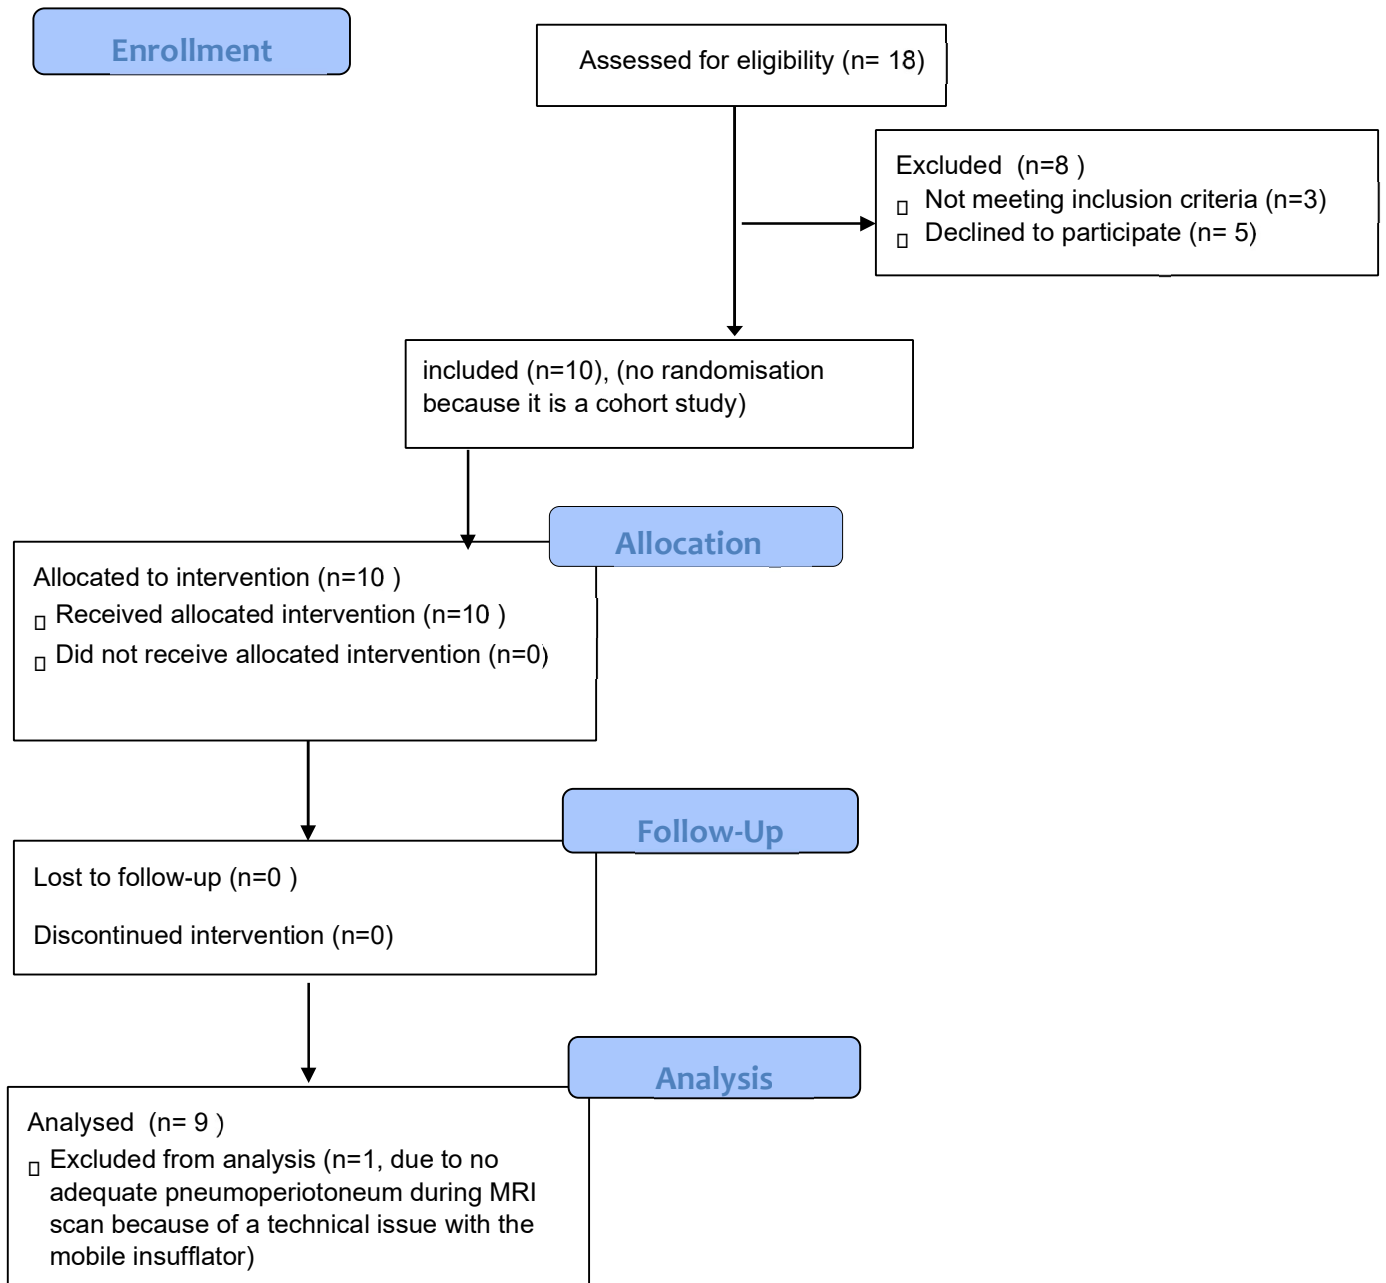 Enrollment
Assessed for eligibility (n= 18)
Excluded (n=8 )
Not meeting inclusion criteria (n=3)
Declined to participate (n= 5)
included (n=10), (no randomisation
because it is a cohort study)
Allocation
Allocated to intervention (n=10 )
Received allocated intervention (n=10 )
Did not receive allocated intervention (n=0)
Follow-Up
Lost to follow-up (n=0 )
Discontinued intervention (n=0)
Analysis
Analysed (n= 9 )
Excluded from analysis (n=1, due to no
adequate pneumoperiotoneum during MRI
scan because of a technical issue with the
mobile insufflator)